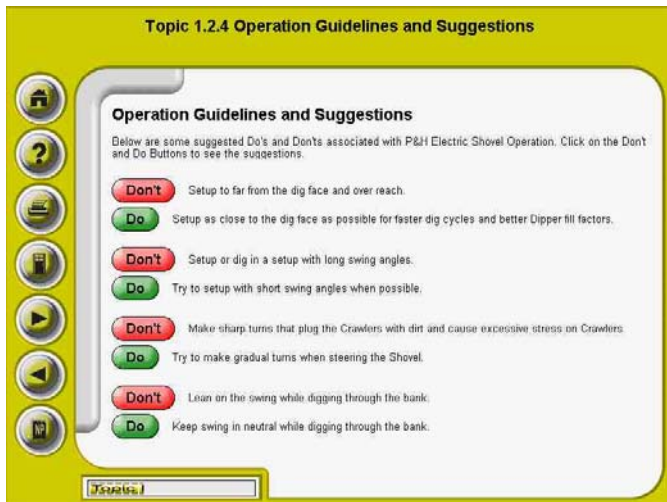 Topic 1.2.4 Operation Guidelines and Suggestions
Operation Guidelines and Suggestions
Below are some suggested Do's and Donts associated with P&H Electric Shovel Operation. Click on the Don't
and Do Buttons to see the suggestions.
Don't Setup to far from the dig face and over reach.
Do Setup as close to the dig face as possible for faster dig cycles and better Dipper fill factors.
Don't Setup or dig in a setup with long swing angles.
Do Try to setup with short swing angles when possible.
Don't Make sharp turns that plug the Crawlers with dirt and cause excessive stress on Crawlers.
Do Try to make gradual turns when steering the Shovel.
Don't Lean on the swing while digging through the bank.
Do Keep swing in neutral while digging through the bank.
?
NP